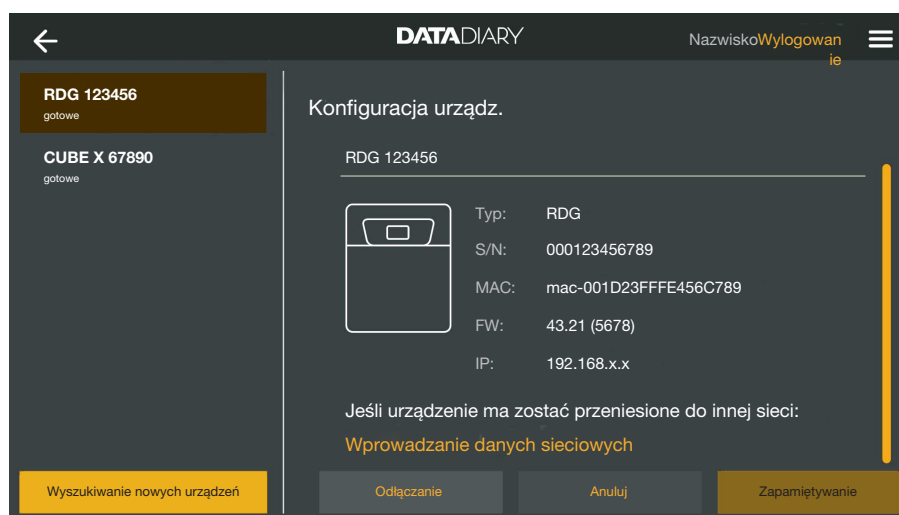 DATADIARY
NazwiskoWylogowan
ie
RDG 123456
gotowe
CUBE X 67890
gotowe
Wyszukiwanie nowych urządzeń
Konfiguracja urządz.
RDG 123456
Typ: RDG
S/N: 000123456789
MAC: mac-001D23FFFE456C789
FW: 43.21 (5678)
IP: 192.168.x.x
Jeśli urządzenie ma zostać przeniesione do innej sieci:
Wprowadzanie danych sieciowych
Odłączanie
Anuluj
Zapamiętywanie